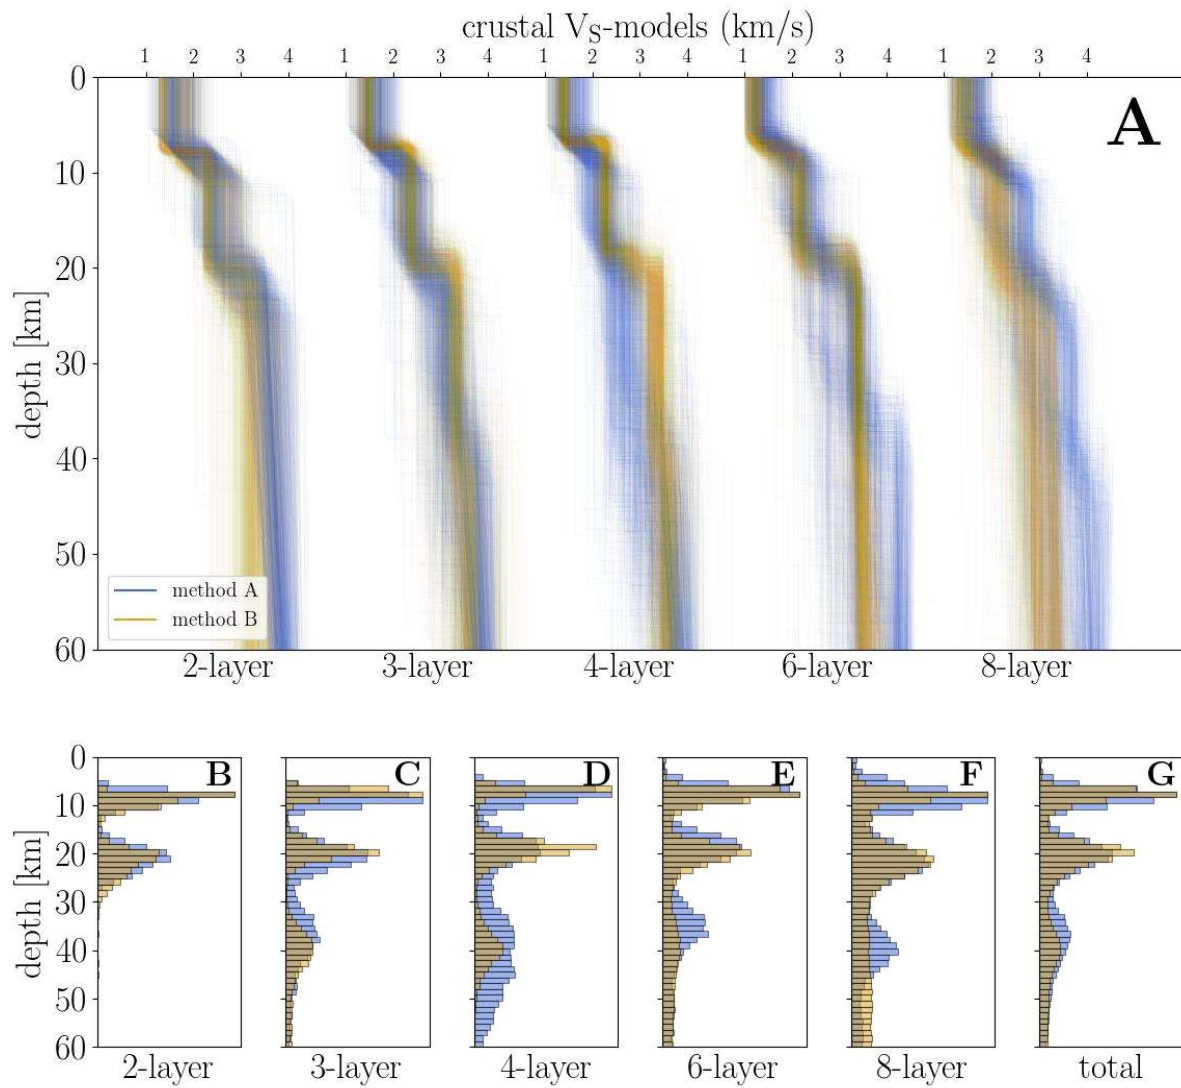 crustal VS-models (km/s)
1 2 3 4 1 2 3 4 1 2 3 4 1 2 3 4 1 2 3 4
0
A
10
20
30
40
50
60
depth [km]
method A
method B
2-layer 3-layer 4-layer 6-layer 8-layer
0
10
20
30
40
50
60
depth [km]
B C D E F G
2-layer 3-layer 4-layer 6-layer 8-layer total